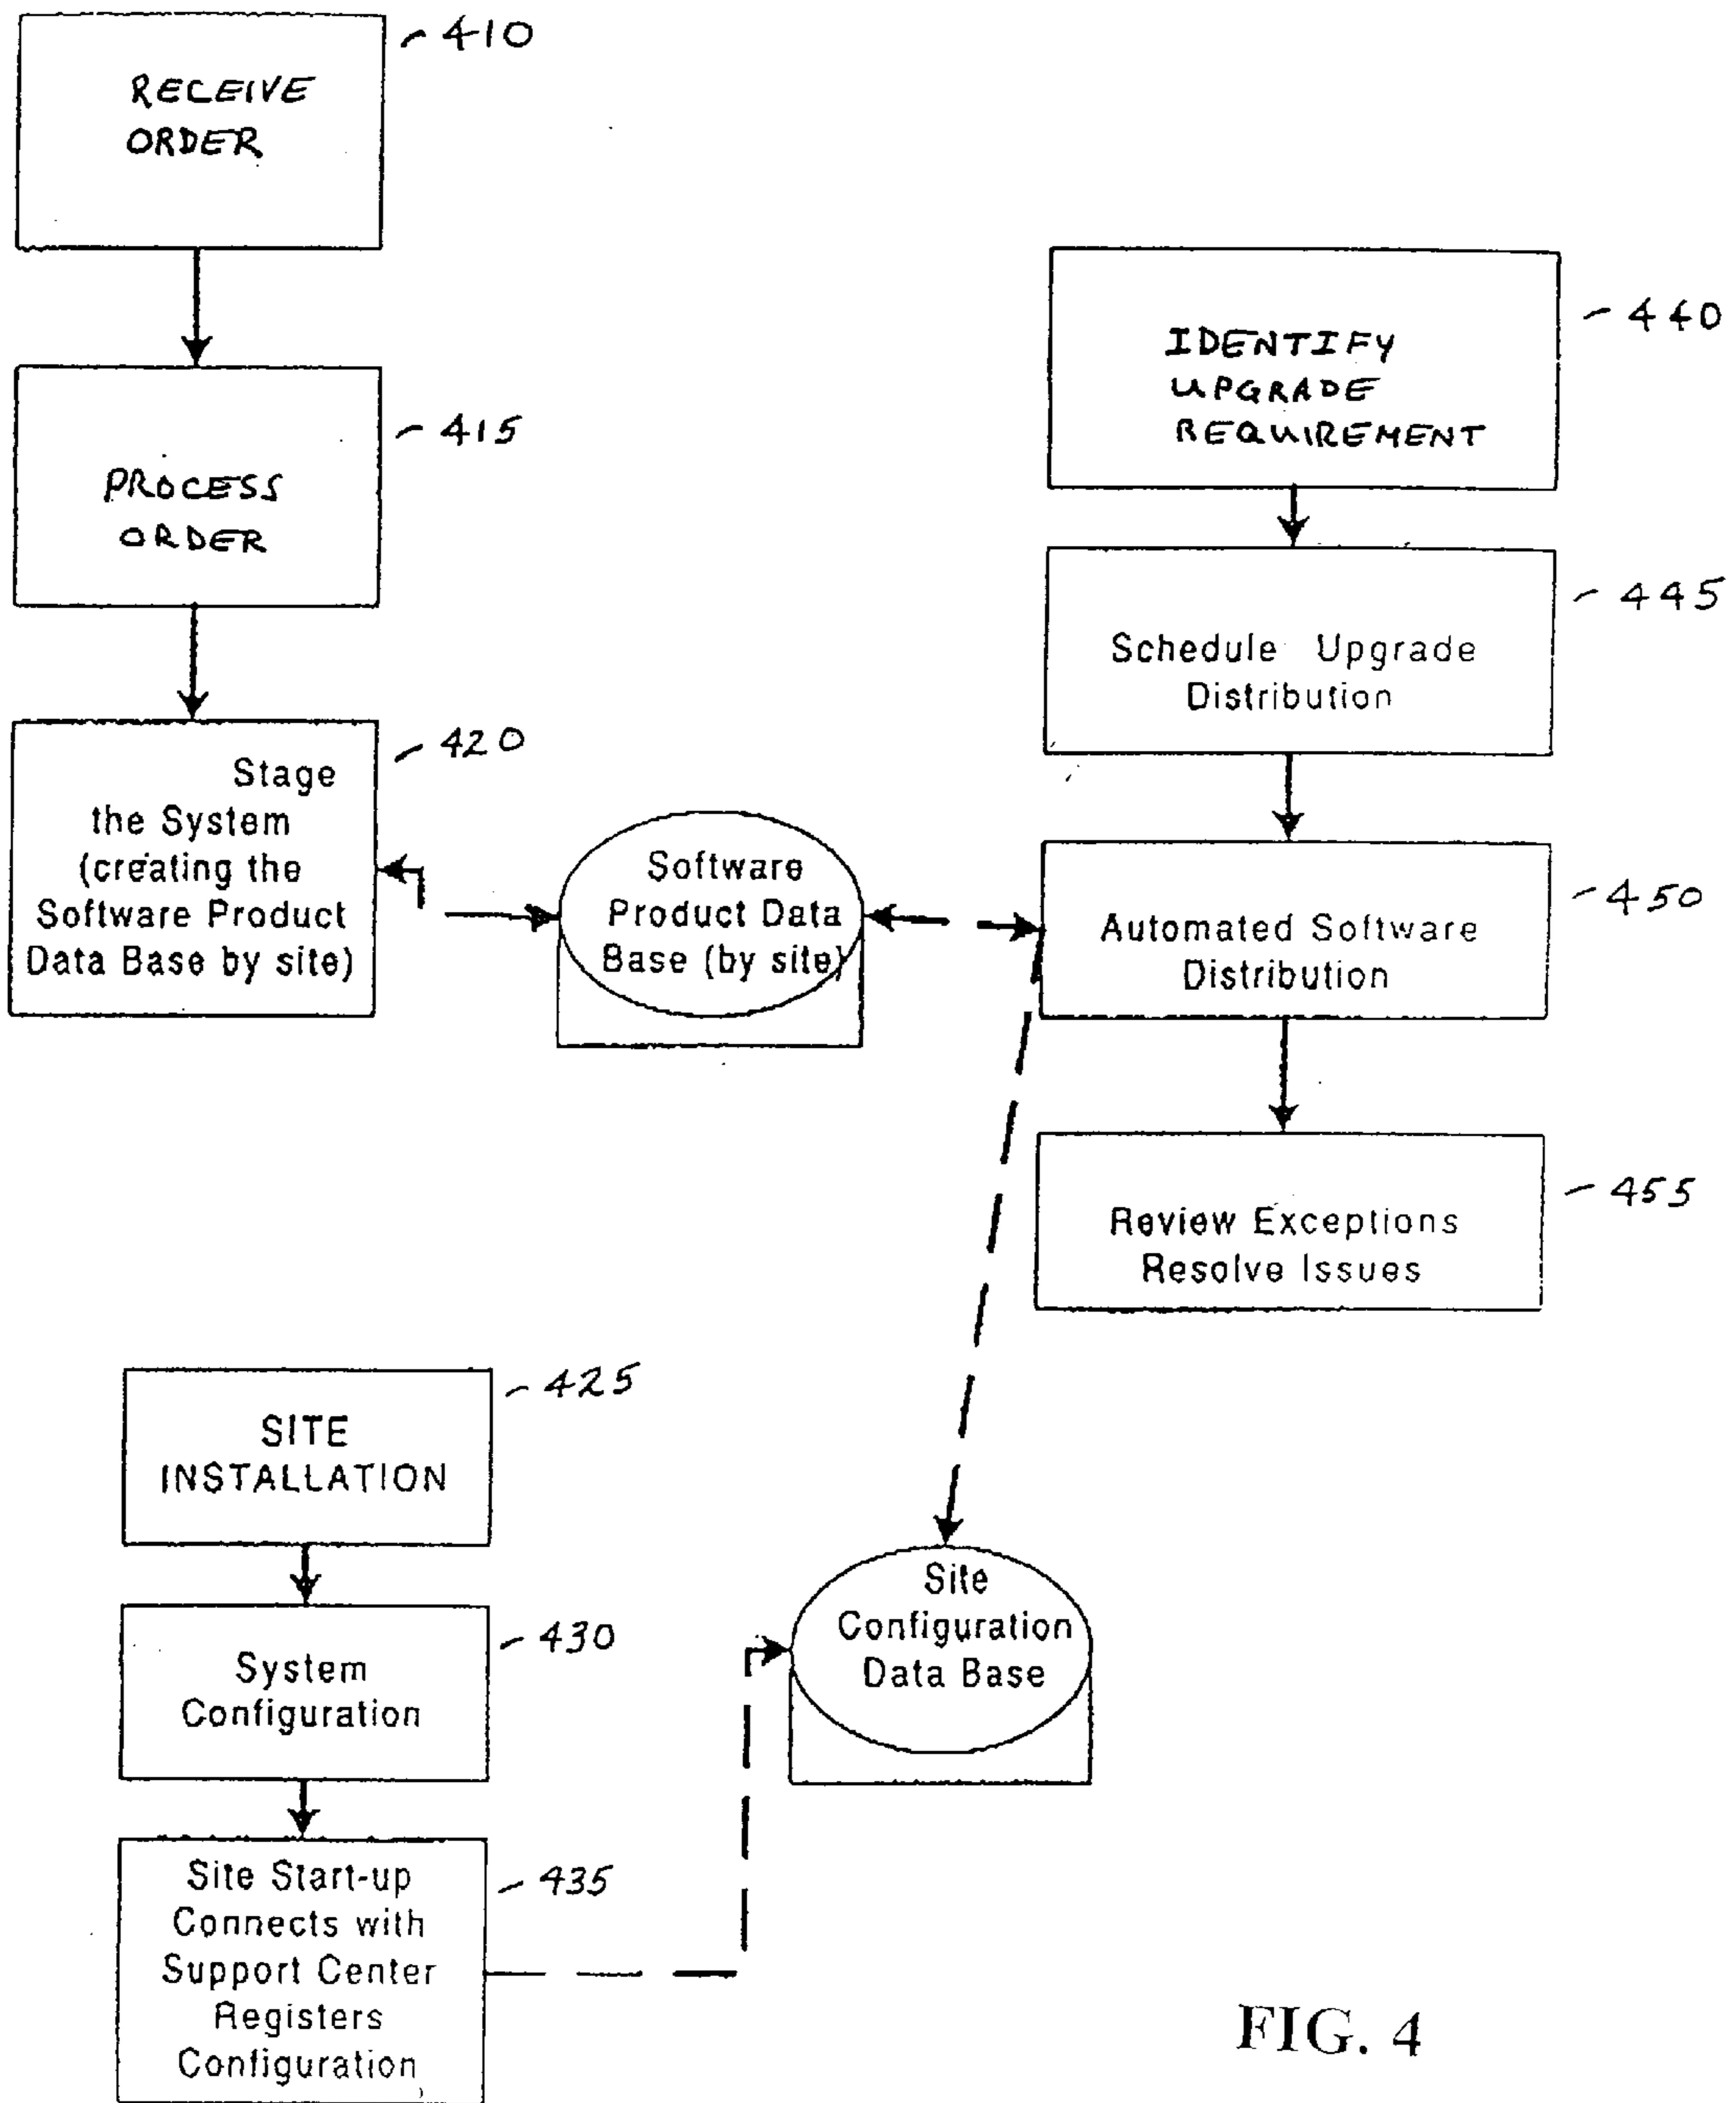 410
RECEIVE
ORDER
415
PROCESS
ORDER
420
Stage
the System
(creating the
Software Product
Data Base by site)
Software
Product Data
Base (by site)
440
IDENTIFY
UPGRADE
REQUIREMENT
445
Schedule Upgrade
Distribution
450
Automated Software
Distribution
455
Review Exceptions
Resolve Issues
425
SITE
INSTALLATION
430
System
Configuration
435
Site Start-up
Connects with
Support Center
Registers
Configuration
Site
Configuration
Data Base
FIG. 4